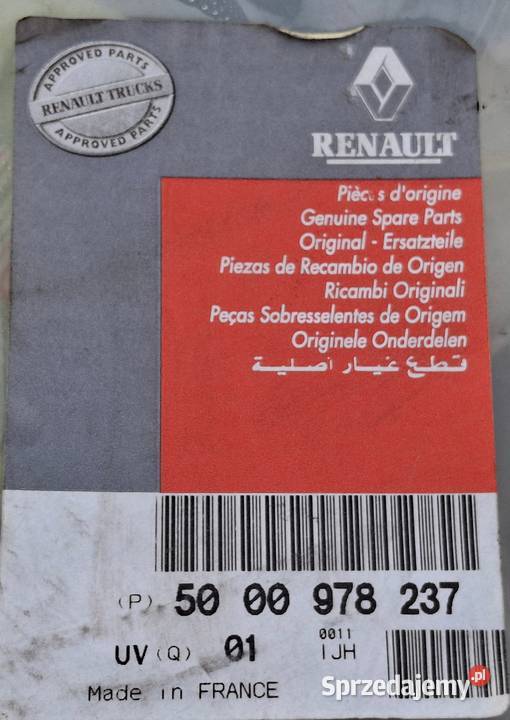 APPROVED PARTS
RENAULT TRUCKS
APPROVED PARTS
RENAULT
Pièces d'origine
Genuine Spare Parts
Original - Ersatzteile
Piezas de Recambio de Origen
Ricambi Originali
Peças Sobresselentes de Origem
Originele Onderdelen
قطع غيار أصلية
(P) 50 00 978 237
UV (Q) 01
0011
IJH
Made in FRANCE
Sprzedajemy.pl